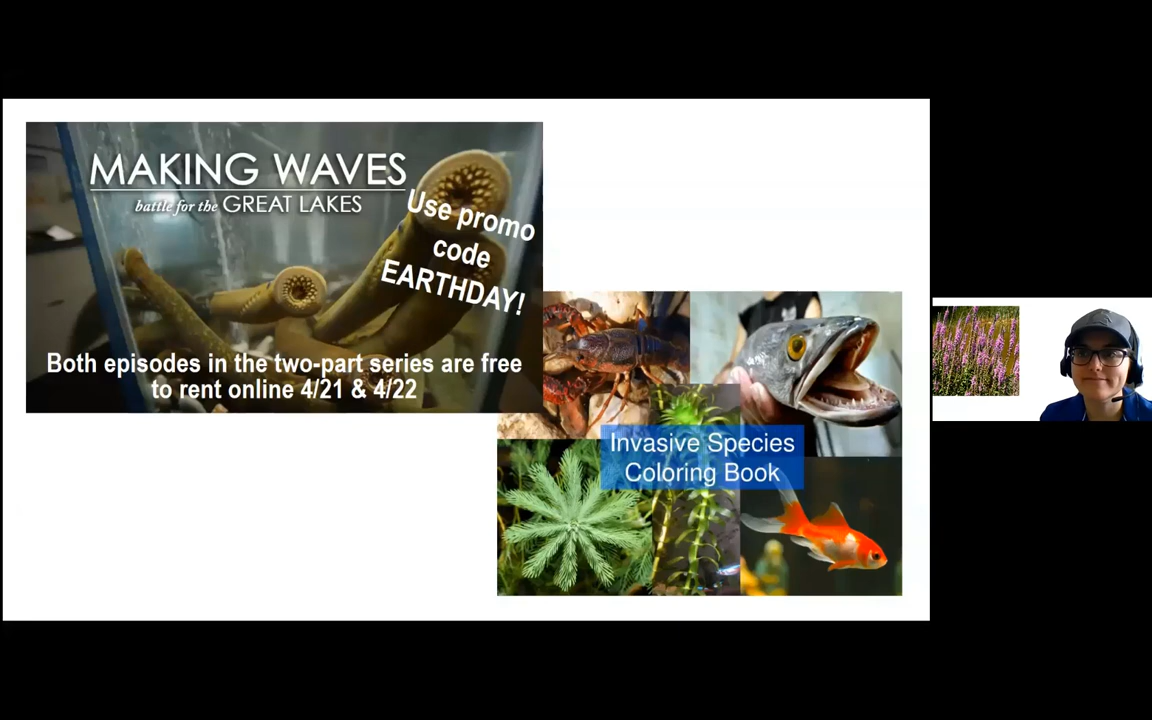 MAKING WAVES
battle for the GREAT LAKES
Use promo
code
EARTHDAY!
Both episodes in the two-part series are free
to rent online 4/21 & 4/22
Invasive Species
Coloring Book